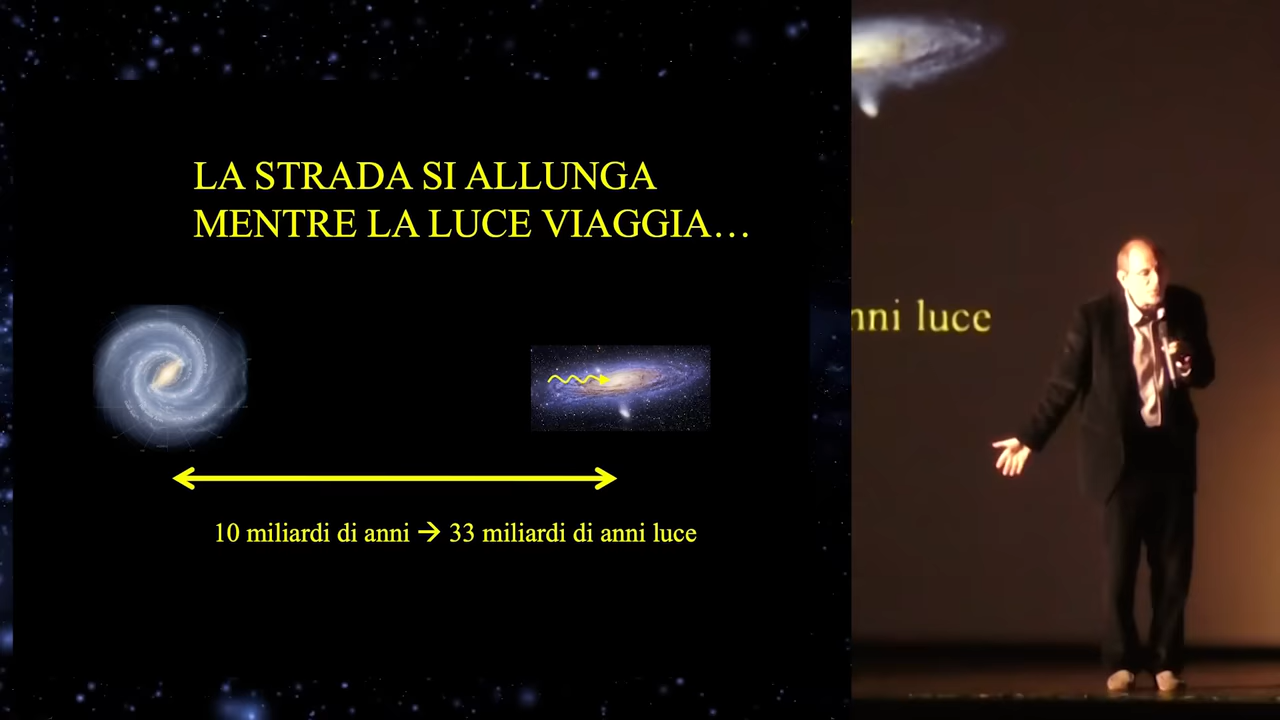 LA STRADA SI ALLUNGA
MENTRE LA LUCE VIAGGIA…
10 miliardi di anni → 33 miliardi di anni luce
nni luce